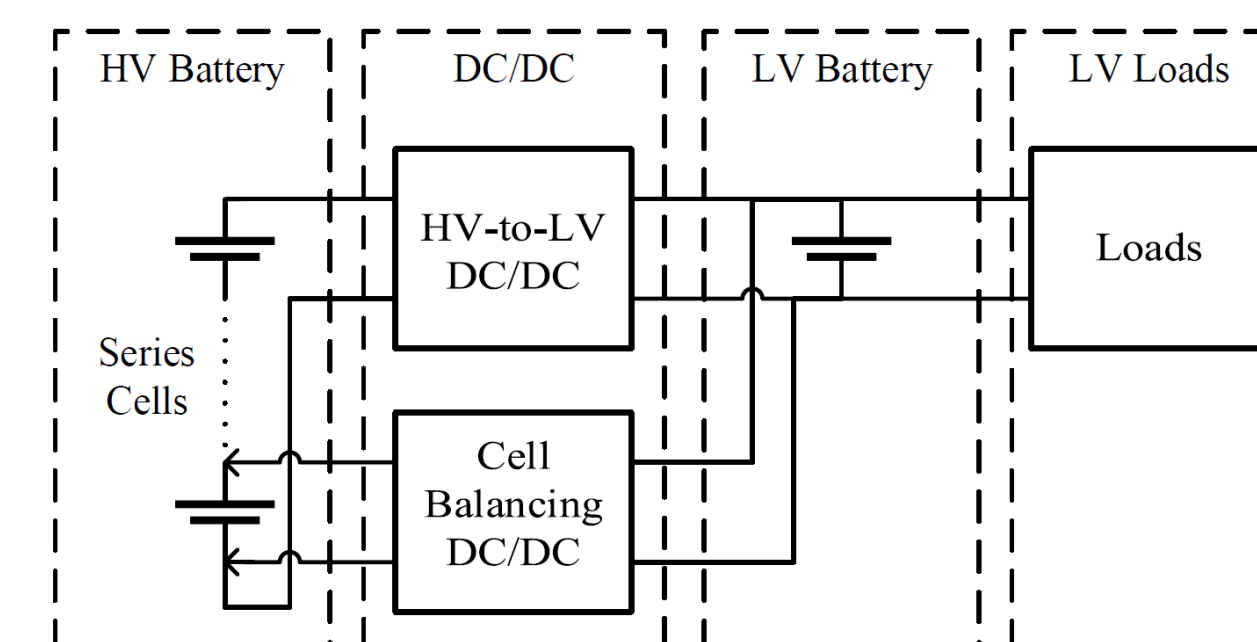 HV Battery
DC/DC
LV Battery
LV Loads
HV-to-LV
DC/DC
Loads
Series
Cells
Cell
Balancing
DC/DC